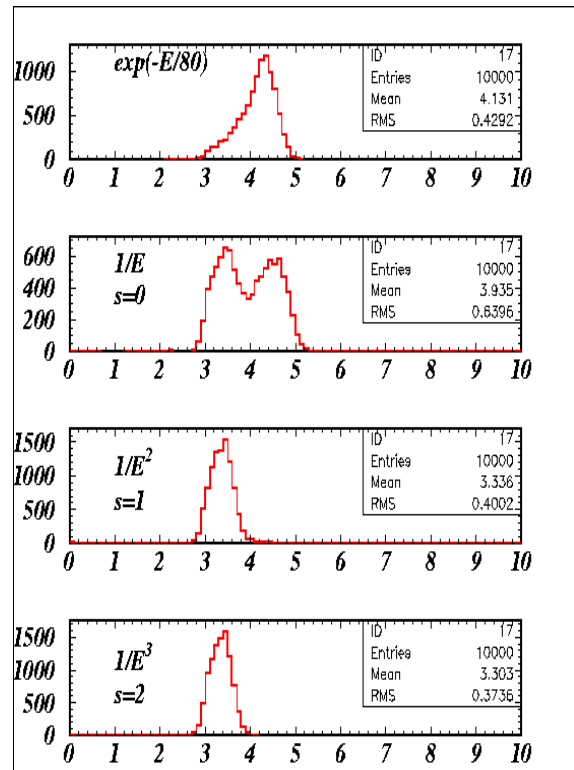 exp(-E/80)
ID 17
Entries 10000
Mean 4.131
RMS 0.4292
1000
500
0
0 1 2 3 4 5 6 7 8 9 10
1/E
s=0
ID 17
Entries 10000
Mean 3.935
RMS 0.6396
600
400
200
0
0 1 2 3 4 5 6 7 8 9 10
1/E²
s=1
ID 17
Entries 10000
Mean 3.336
RMS 0.4002
1500
1000
500
0
0 1 2 3 4 5 6 7 8 9 10
1/E³
s=2
ID 17
Entries 10000
Mean 3.303
RMS 0.3736
1500
1000
500
0
0 1 2 3 4 5 6 7 8 9 10